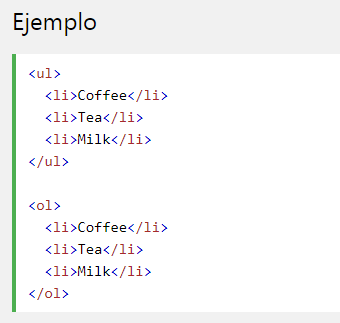 Ejemplo
<ul>
  <li>Coffee</li>
  <li>Tea</li>
  <li>Milk</li>
</ul>

<ol>
  <li>Coffee</li>
  <li>Tea</li>
  <li>Milk</li>
</ol>